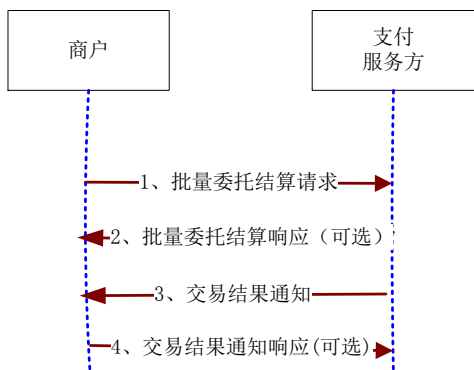 商户
支付
服务方
1、批量委托结算请求
2、批量委托结算响应（可选）
3、交易结果通知
4、交易结果通知响应(可选)